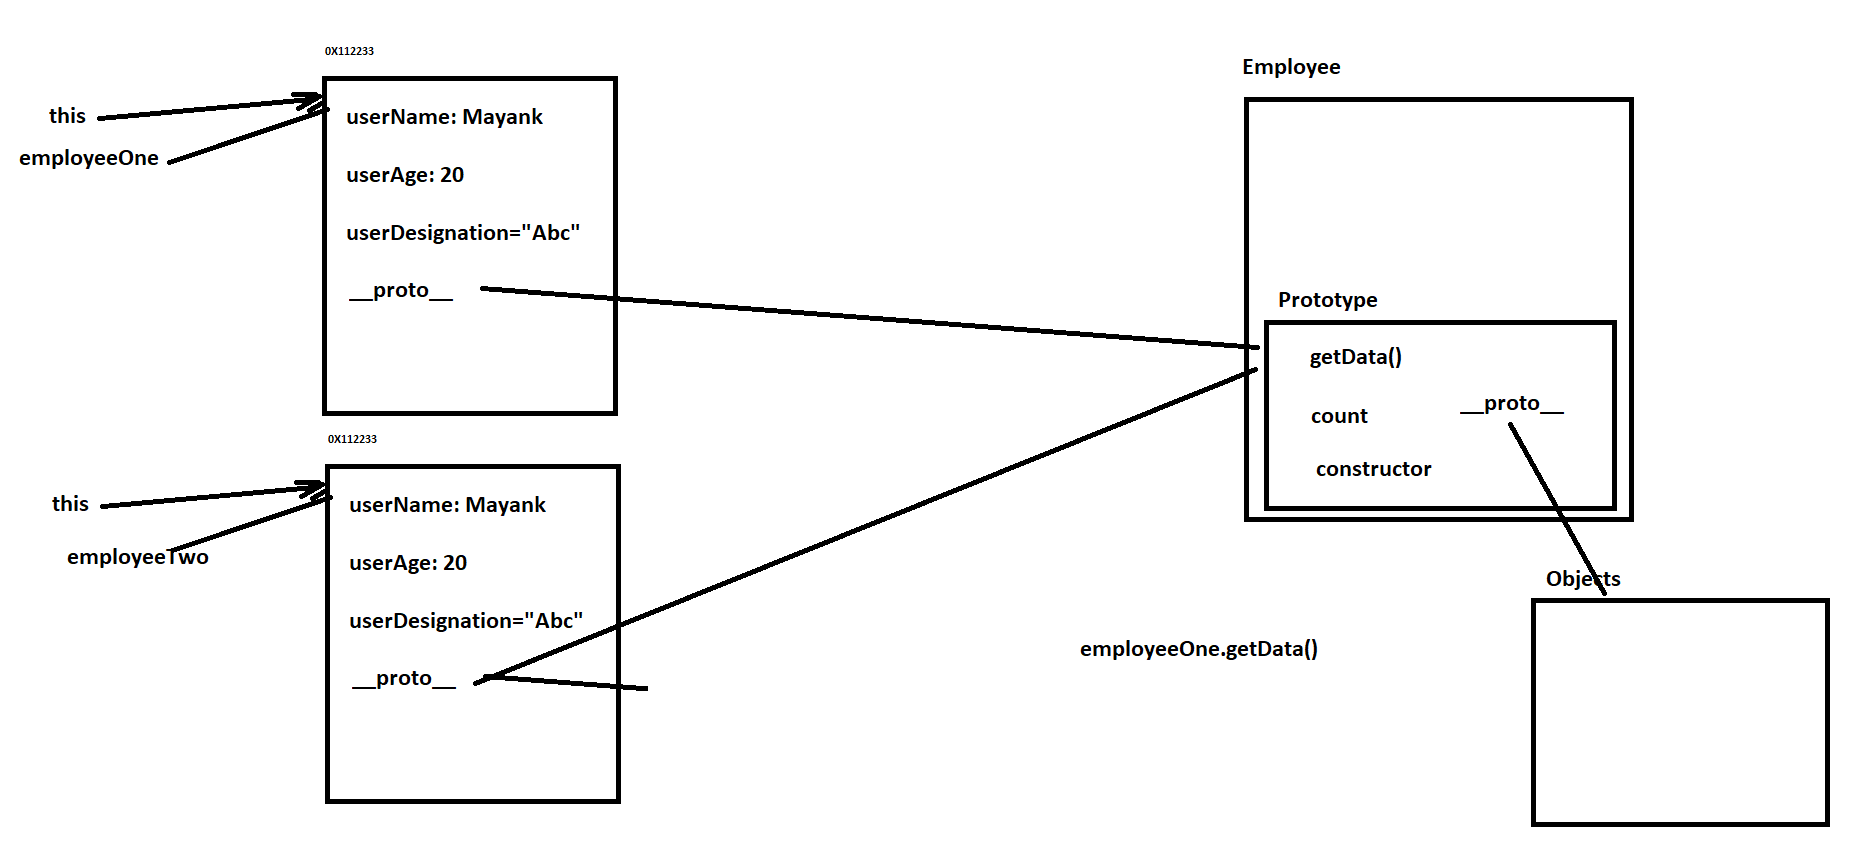 0X112233
this
employeeOne
userName: Mayank
userAge: 20
userDesignation="Abc"
__proto__
0X112233
this
employeeTwo
userName: Mayank
userAge: 20
userDesignation="Abc"
__proto__
Employee
Prototype
getData()
count
__proto__
constructor
Objects
employeeOne.getData()